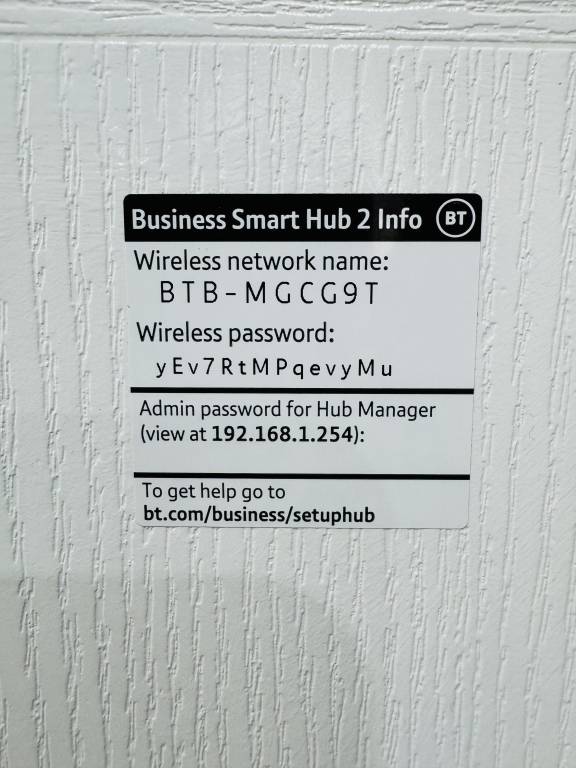 Business Smart Hub 2 Info BT
Wireless network name:
BTB-MGCG9T
Wireless password:
yEv7RtMPqevyMu
Admin password for Hub Manager
(view at 192.168.1.254):
To get help go to
bt.com/business/setuphub